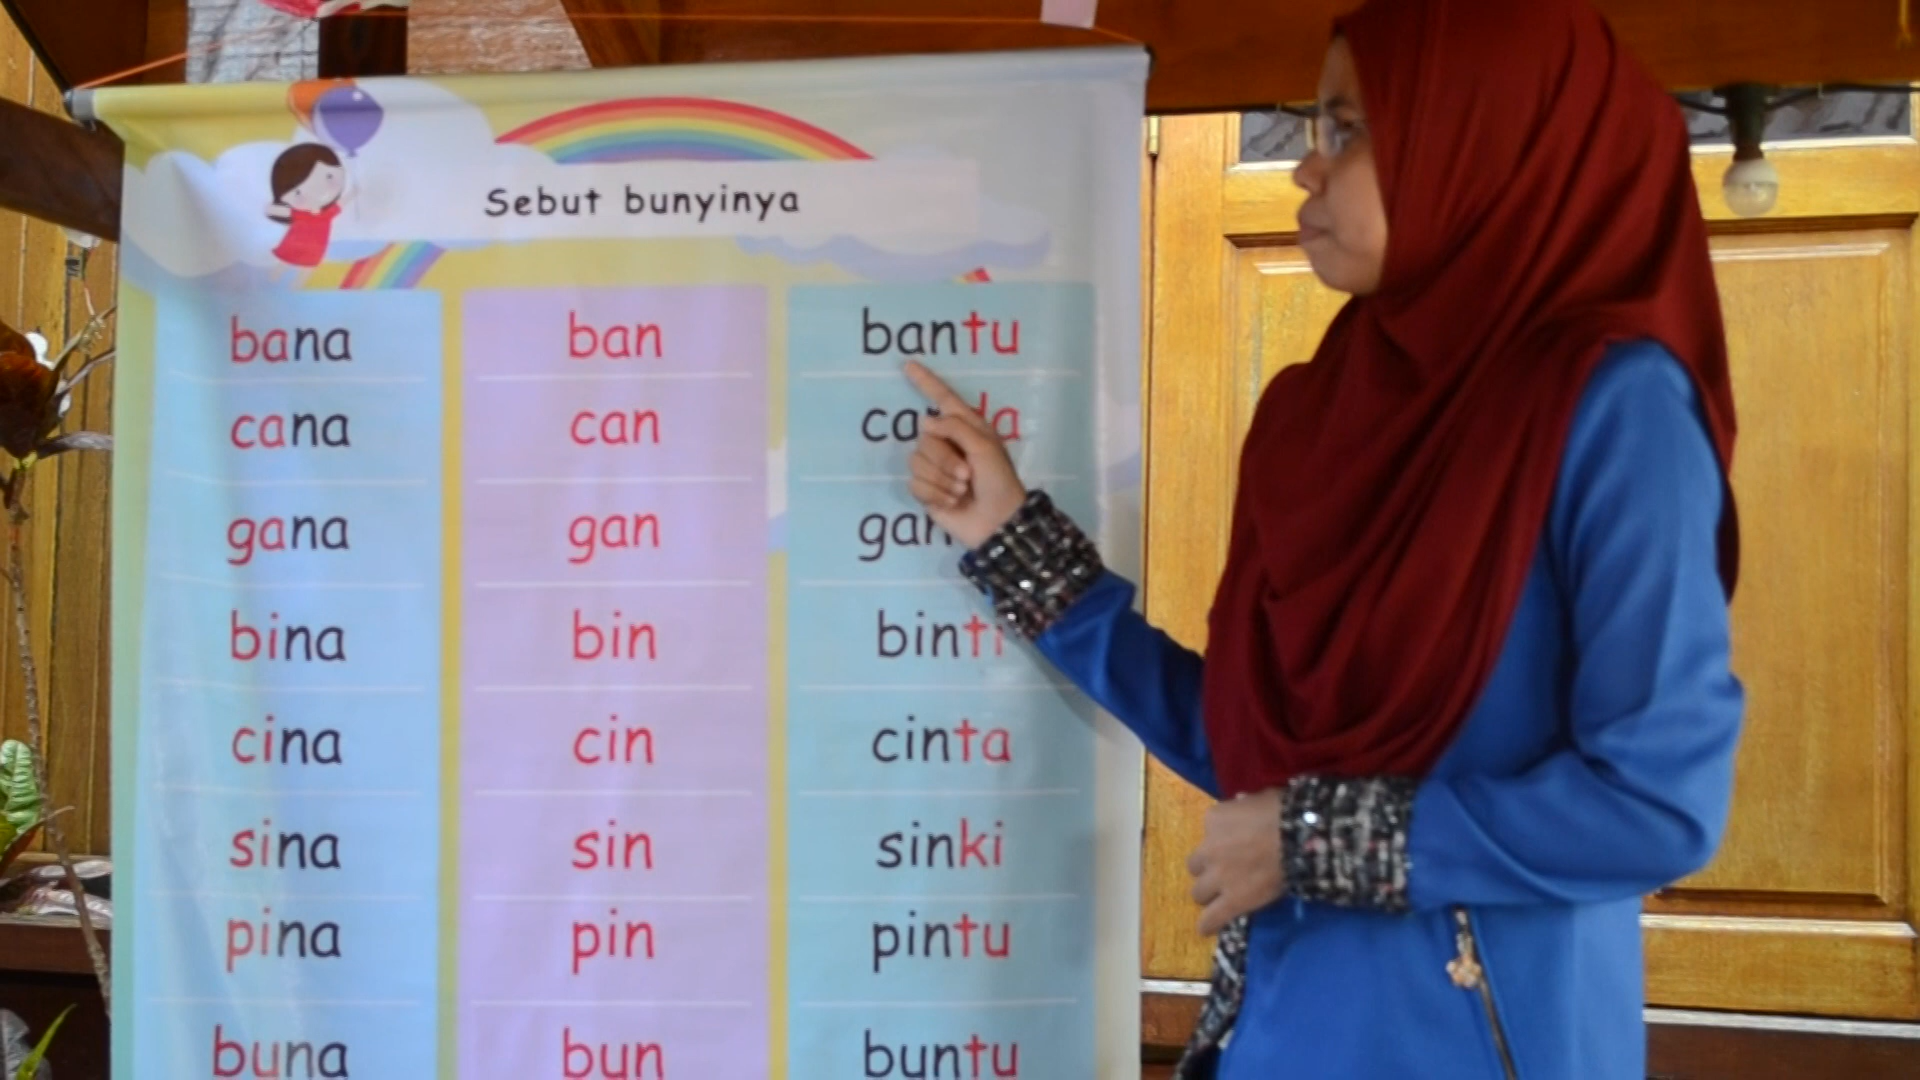 Sebut bunyinya
bana ban bantu
cana can
gana gan
bina bin binti
cina cin cinta
sina sin sinki
pina pin pintu
buna bun buntu